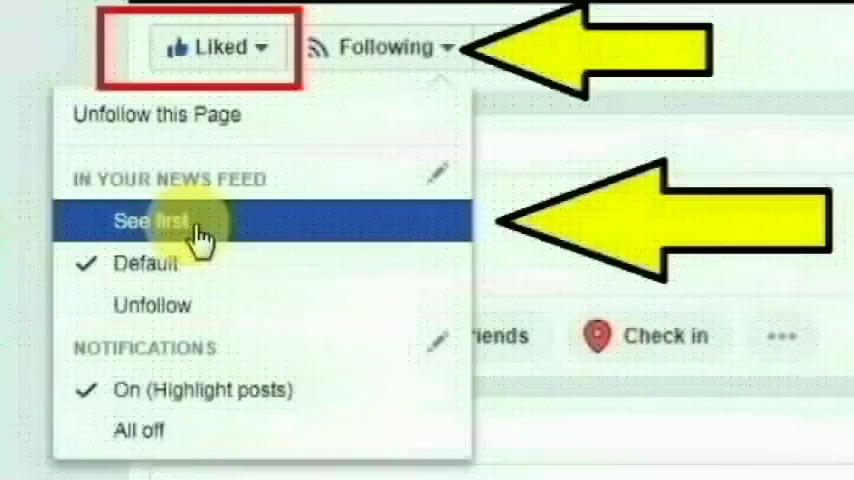 Liked Following
Unfollow this Page
IN YOUR NEWS FEED
See first
Default
Unfollow
riends Check in
NOTIFICATIONS
On (Highlight posts)
All off